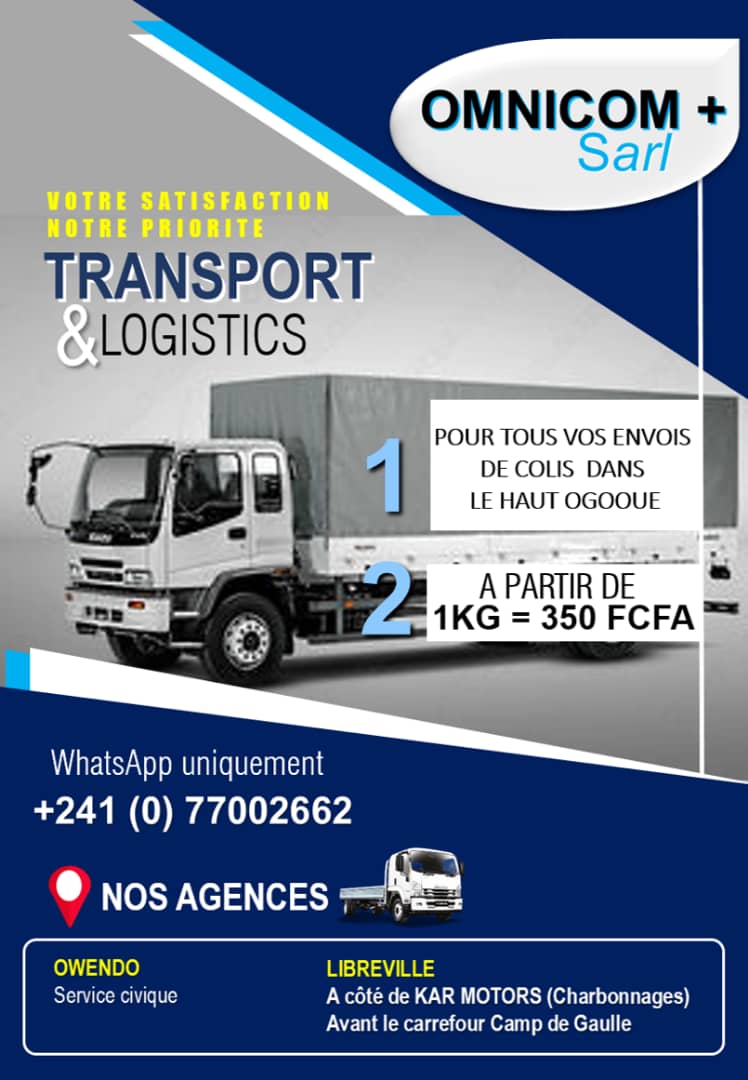 OMNICOM +
Sarl
VOTRE SATISFACTION
NOTRE PRIORITE
TRANSPORT
&LOGISTICS
1
POUR TOUS VOS ENVOIS
DE COLIS DANS
LE HAUT OGOOUE
2
A PARTIR DE
1KG = 350 FCFA
WhatsApp uniquement
+241 (0) 77002662
NOS AGENCES
OWENDO
Service civique
LIBREVILLE
A côté de KAR MOTORS (Charbonnages)
Avant le carrefour Camp de Gaulle